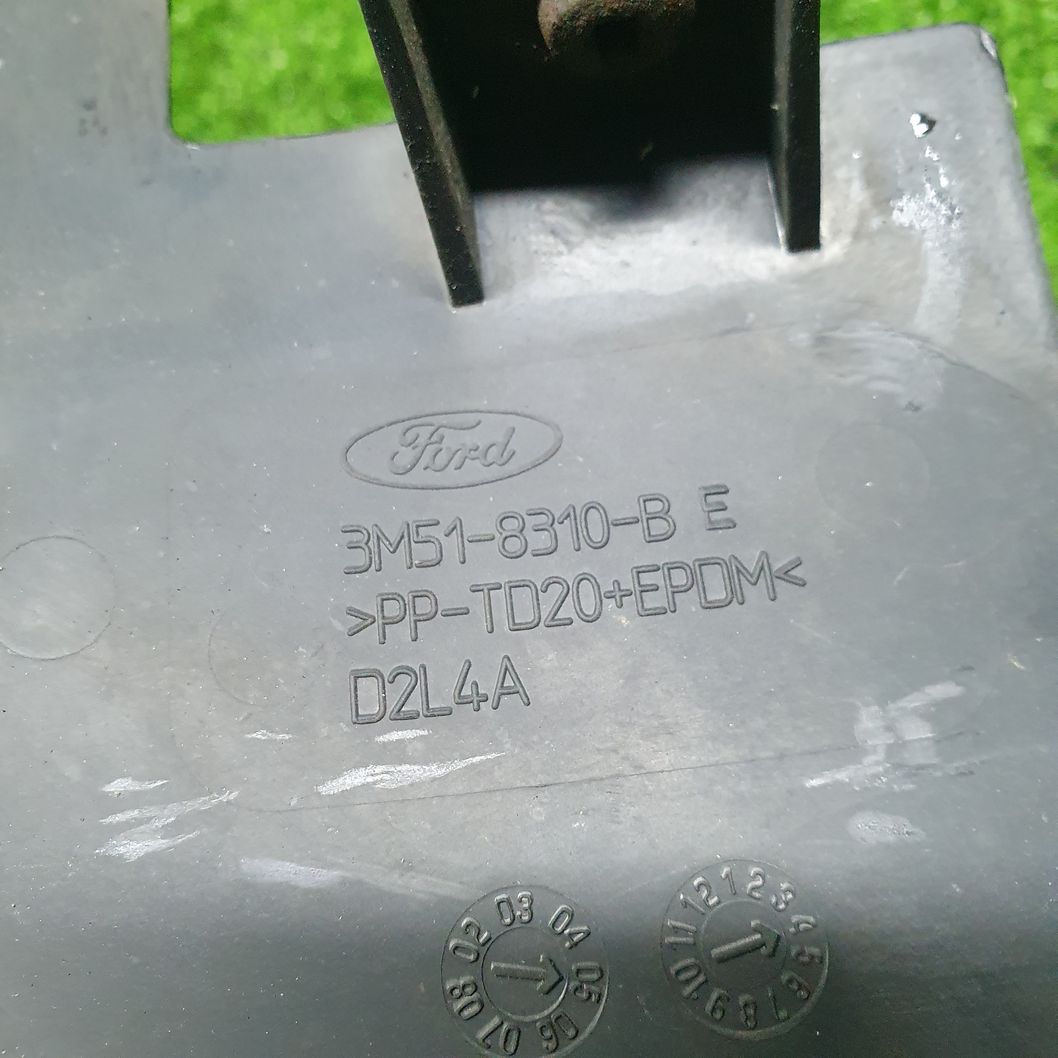 Ford
3M51-8310-B E
>PP-TD20+EPDM<
D2L4A
02 03 04 05 06 07 08
1 2 3 4 5 6 7 8 9 10 11 12